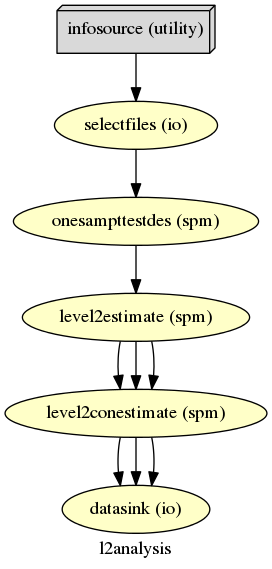 infosource (utility)
selectfiles (io)
onesampttestdes (spm)
level2estimate (spm)
level2conestimate (spm)
datasink (io)
l2analysis